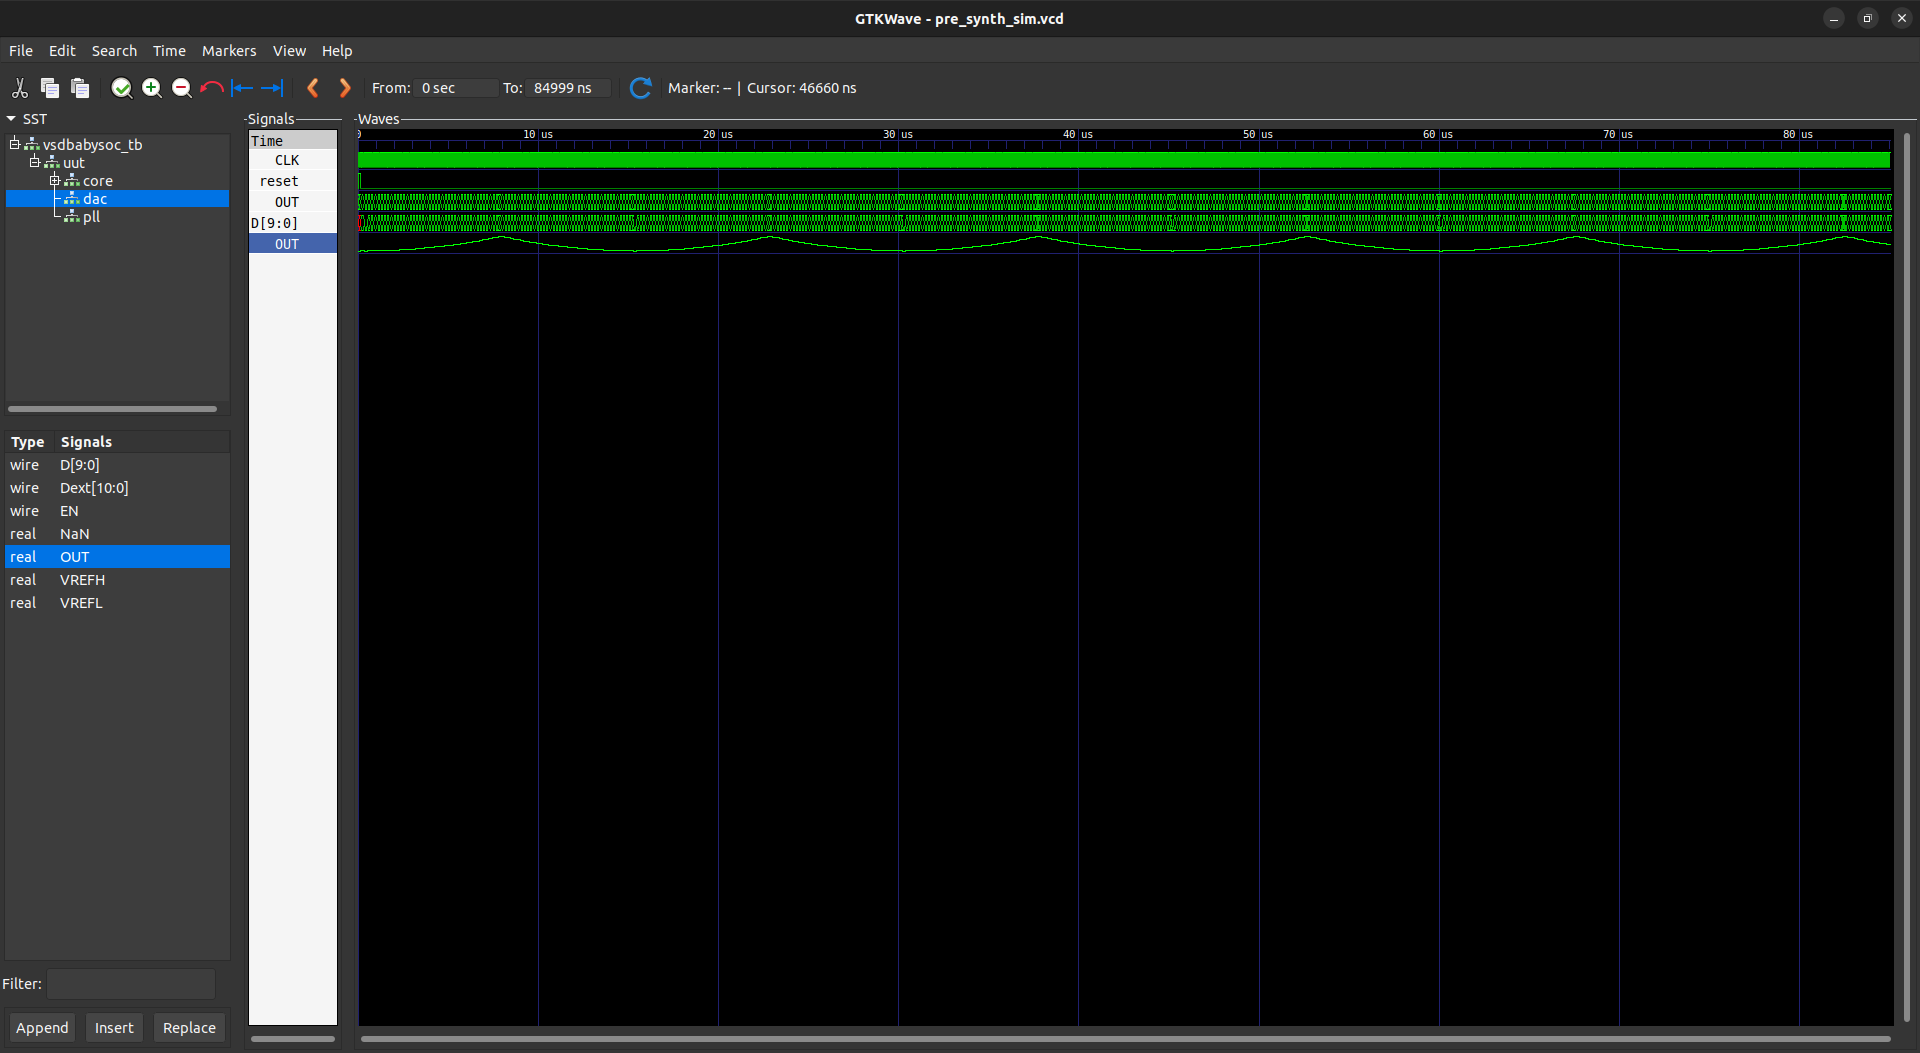 GTKWave - pre_synth_sim.vcd
File Edit Search Time Markers View Help
From: 0 sec To: 84999 ns Marker: -- | Cursor: 46660 ns
SST
vsdbabysoc_tb
uut
core
dac
pll
Type Signals
wire D[9:0]
wire Dext[10:0]
wire EN
real NaN
real OUT
real VREFH
real VREFL
Filter:
Append Insert Replace
Signals
Time
CLK
reset
OUT
D[9:0]
OUT
Waves
0 10 us 20 us 30 us 40 us 50 us 60 us 70 us 80 us